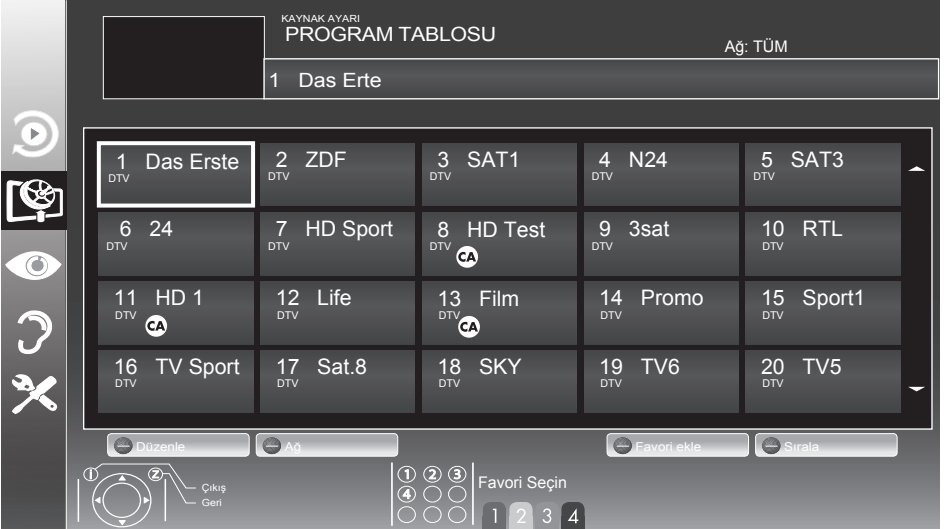 KAYNAK AYARI
PROGRAM TABLOSU
Ağ: TÜM
1 Das Erte
1 Das Erste
DTV
2 ZDF
DTV
3 SAT1
DTV
4 N24
DTV
5 SAT3
DTV
6 24
DTV
7 HD Sport
DTV
8 HD Test
DTV
CA
9 3sat
DTV
10 RTL
DTV
11 HD 1
DTV
CA
12 Life
DTV
13 Film
DTV
CA
14 Promo
DTV
15 Sport1
DTV
16 TV Sport
DTV
17 Sat.8
DTV
18 SKY
DTV
19 TV6
DTV
20 TV5
DTV
Düzenle
Ağ
Favori ekle
Sırala
Çıkış
Geri
1 2 3
4
Favori Seçin
1 2 3 4